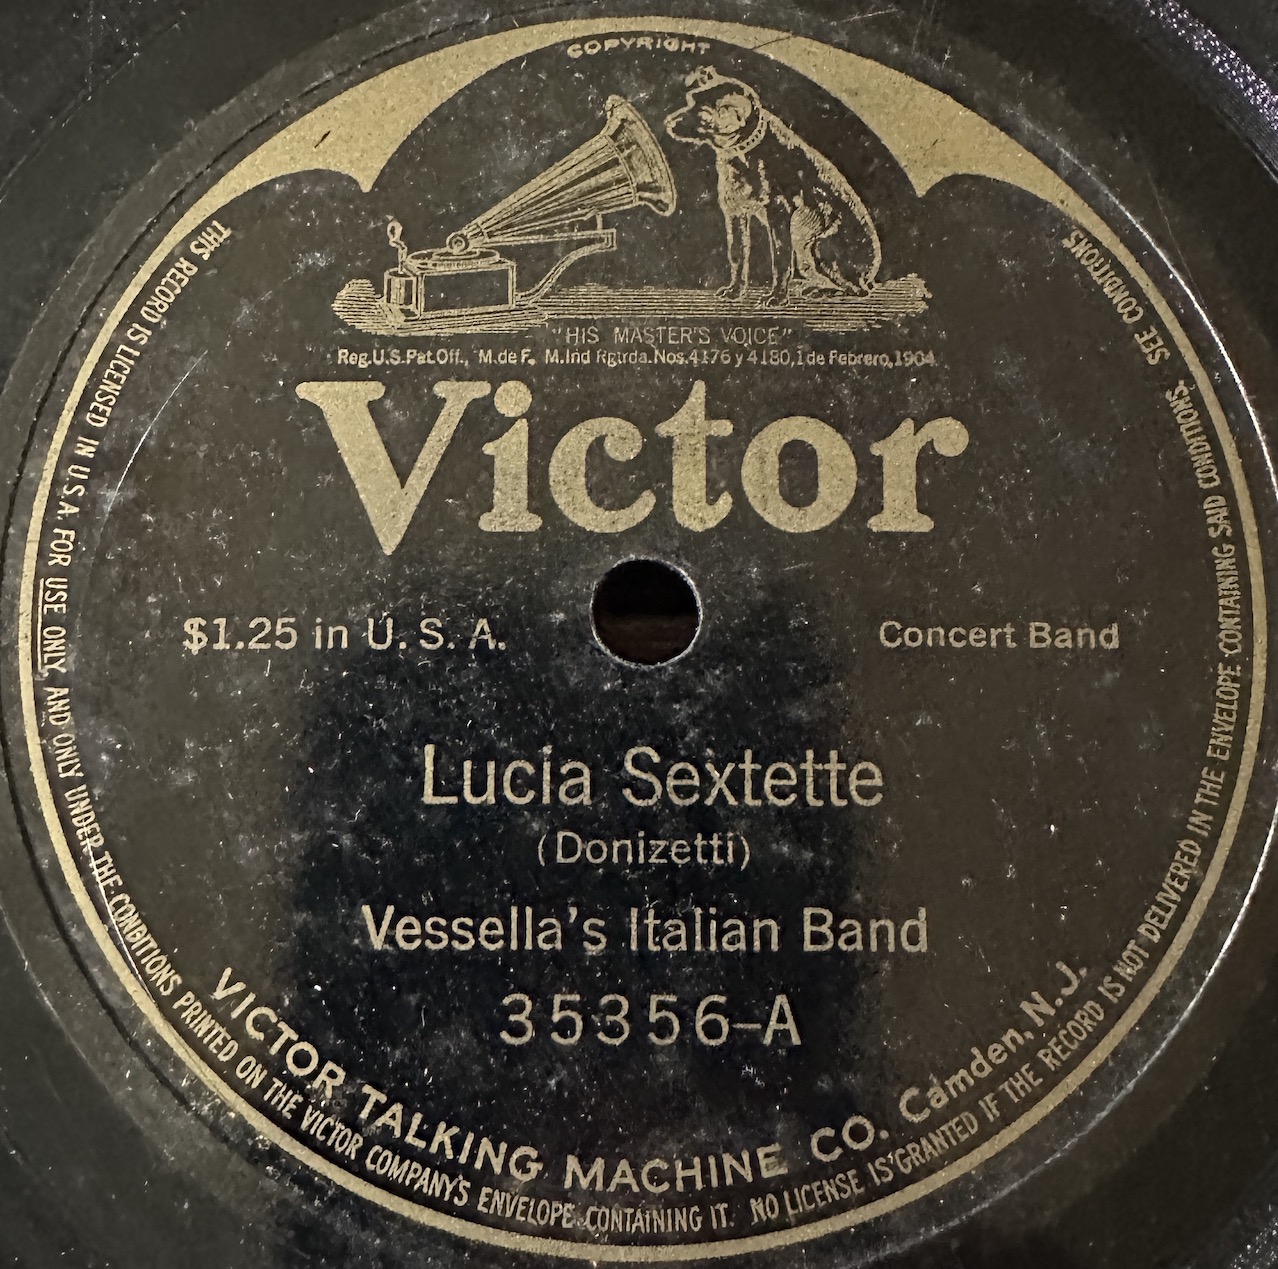 COPYRIGHT
"HIS MASTER'S VOICE"
Reg.U.S.Pat.Off., M.de F. M.Ind Rgtrda.Nos.4176 y 4180,1 de Febrero,1904
Victor
$1.25 in U.S.A.
Concert Band
Lucia Sextette
(Donizetti)
Vessella's Italian Band
35356-A
VICTOR TALKING MACHINE CO. Camden, N.J.
THIS RECORD IS LICENSED IN U.S.A. FOR USE ONLY, AND ONLY UNDER THE CONDITIONS PRINTED ON THE VICTOR COMPANY'S ENVELOPE CONTAINING IT. NO LICENSE IS GRANTED IF THE RECORD IS NOT DELIVERED IN THE ENVELOPE CONTAINING SAID CONDITIONS. SEE CONDITIONS